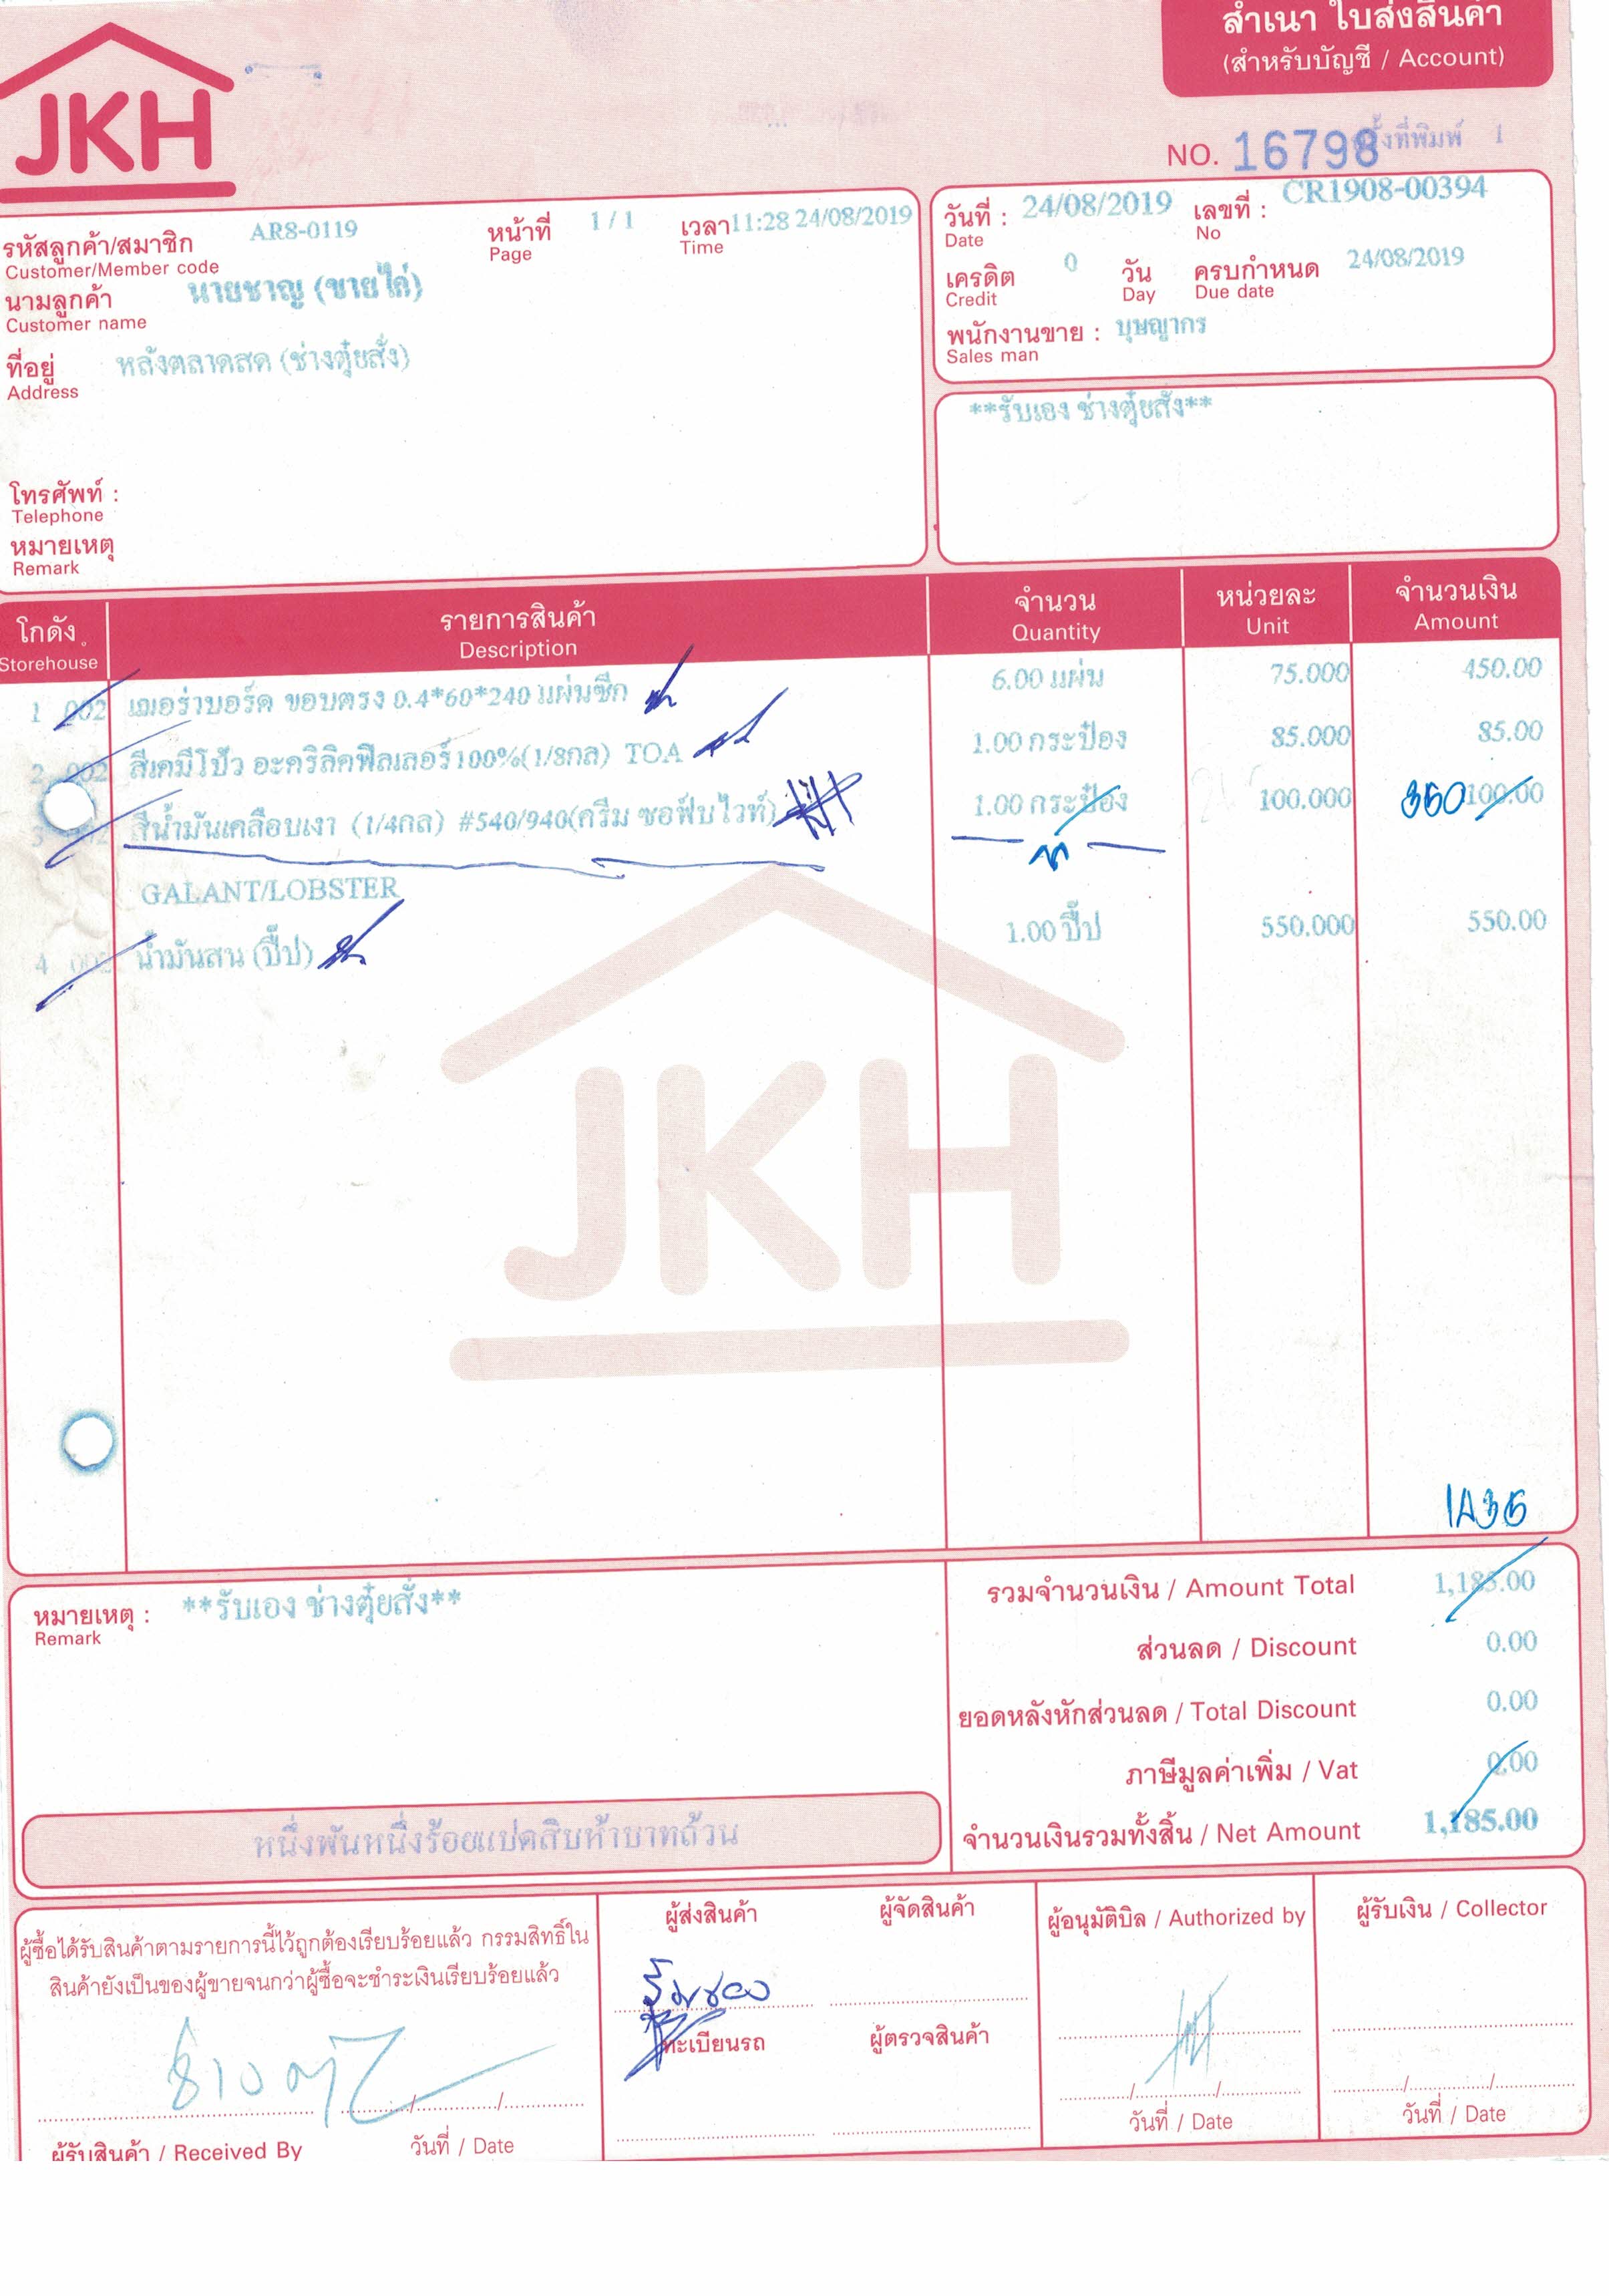 สำเนา ใบส่งสินค้า
(สำหรับบัญชี / Account)
JKH
NO. 16798 ครั้งที่พิมพ์ 1
รหัสลูกค้า/สมาชิก AR8-0119 หน้าที่ 1 / 1 เวลา 11:28 24/08/2019
Customer/Member code Page Time
นามลูกค้า นายชาญ (ขายไก่)
Customer name
ที่อยู่ หลังตลาดสด (ช่างตุ๋ยสั่ง)
Address
โทรศัพท์ :
Telephone
หมายเหตุ
Remark
วันที่ : 24/08/2019 เลขที่ : CR1908-00394
Date No
เครดิต 0 วัน ครบกำหนด 24/08/2019
Credit Day Due date
พนักงานขาย : บุษญากร
Sales man
**รับเอง ช่างตุ๋ยสั่ง**
โกดัง รายการสินค้า จำนวน หน่วยละ จำนวนเงิน
Storehouse Description Quantity Unit Amount
1 002 เฌอร่าบอร์ด ขอบตรง 0.4*60*240 แผ่นซีก 6.00 แผ่น 75.000 450.00
2 002 สีเคมีโป๊ว อะคริลิคฟิลเลอร์100%(1/8กล) TOA 1.00 กระป๋อง 85.000 85.00
3 002 สีน้ำมันเคลือบเงา (1/4กล) #540/940(ครีม ซอฟ์บไวท์) 1.00 กระป๋อง 100.000 350 100.00
GALANT/LOBSTER
4 002 น้ำมันสน (ปี๊ป) 1.00 ปี๊ป 550.000 550.00
JKH
1435
หมายเหตุ : **รับเอง ช่างตุ๋ยสั่ง**
Remark
รวมจำนวนเงิน / Amount Total 1,185.00
ส่วนลด / Discount 0.00
ยอดหลังหักส่วนลด / Total Discount 0.00
ภาษีมูลค่าเพิ่ม / Vat 0.00
หนึ่งพันหนึ่งร้อยแปดสิบห้าบาทถ้วน
จำนวนเงินรวมทั้งสิ้น / Net Amount 1,185.00
ผู้ซื้อได้รับสินค้าตามรายการนี้ไว้ถูกต้องเรียบร้อยแล้ว กรรมสิทธิ์ใน
สินค้ายังเป็นของผู้ขายจนกว่าผู้ซื้อจะชำระเงินเรียบร้อยแล้ว
ช่างตุ๋ย
ผู้รับสินค้า / Received By วันที่ / Date
ผู้ส่งสินค้า ผู้จัดสินค้า
ทะเบียนรถ ผู้ตรวจสินค้า
ผู้อนุมัติบิล / Authorized by
วันที่ / Date
ผู้รับเงิน / Collector
วันที่ / Date